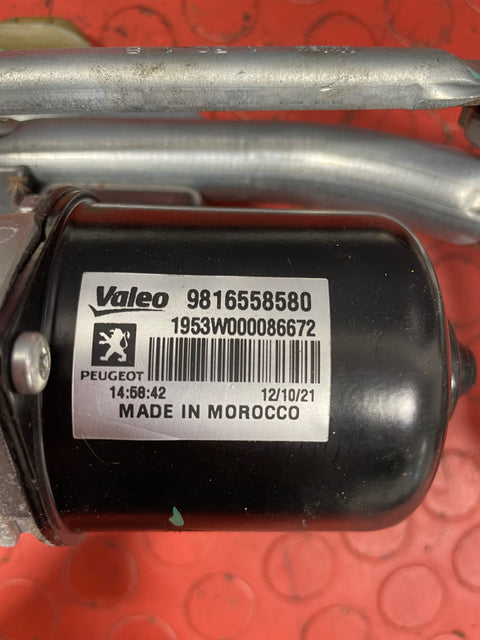 Valeo 9816558580
1953W000086672
PEUGEOT
14:58:42 12/10/21
MADE IN MOROCCO